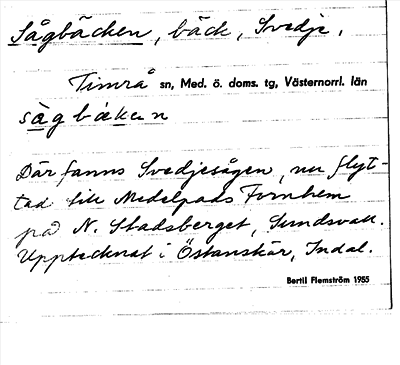 Sågbäcken, bäck, Svedje,
Timrå sn, Med. ö. doms. tg, Västernorrl. län
sågbäken
Där fanns Svedjesågen, nu flyt-
tad till Medelpads Fornhem
på N. Stadsberget, Sundsvall.
Upptecknat i Östanskär, Indal.
Bertil Flemström 1985